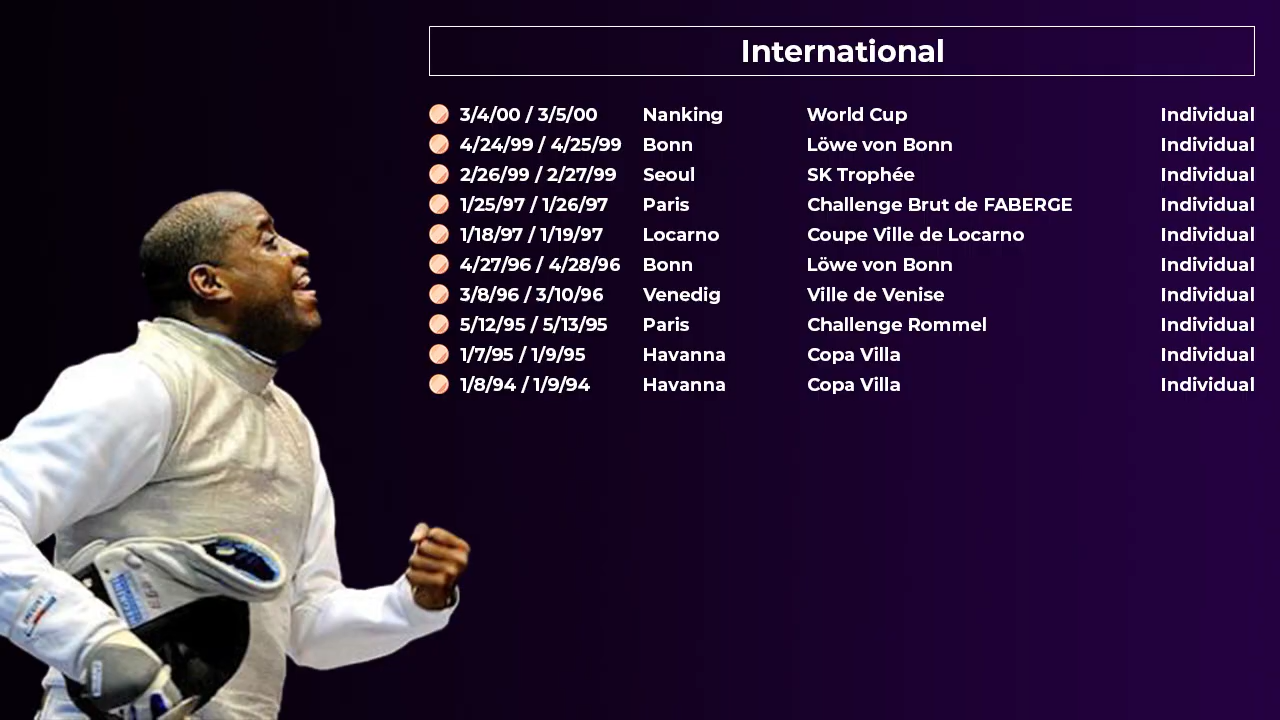 International
3/4/00 / 3/5/00 Nanking World Cup Individual
4/24/99 / 4/25/99 Bonn Löwe von Bonn Individual
2/26/99 / 2/27/99 Seoul SK Trophée Individual
1/25/97 / 1/26/97 Paris Challenge Brut de FABERGE Individual
1/18/97 / 1/19/97 Locarno Coupe Ville de Locarno Individual
4/27/96 / 4/28/96 Bonn Löwe von Bonn Individual
3/8/96 / 3/10/96 Venedig Ville de Venise Individual
5/12/95 / 5/13/95 Paris Challenge Rommel Individual
1/7/95 / 1/9/95 Havanna Copa Villa Individual
1/8/94 / 1/9/94 Havanna Copa Villa Individual